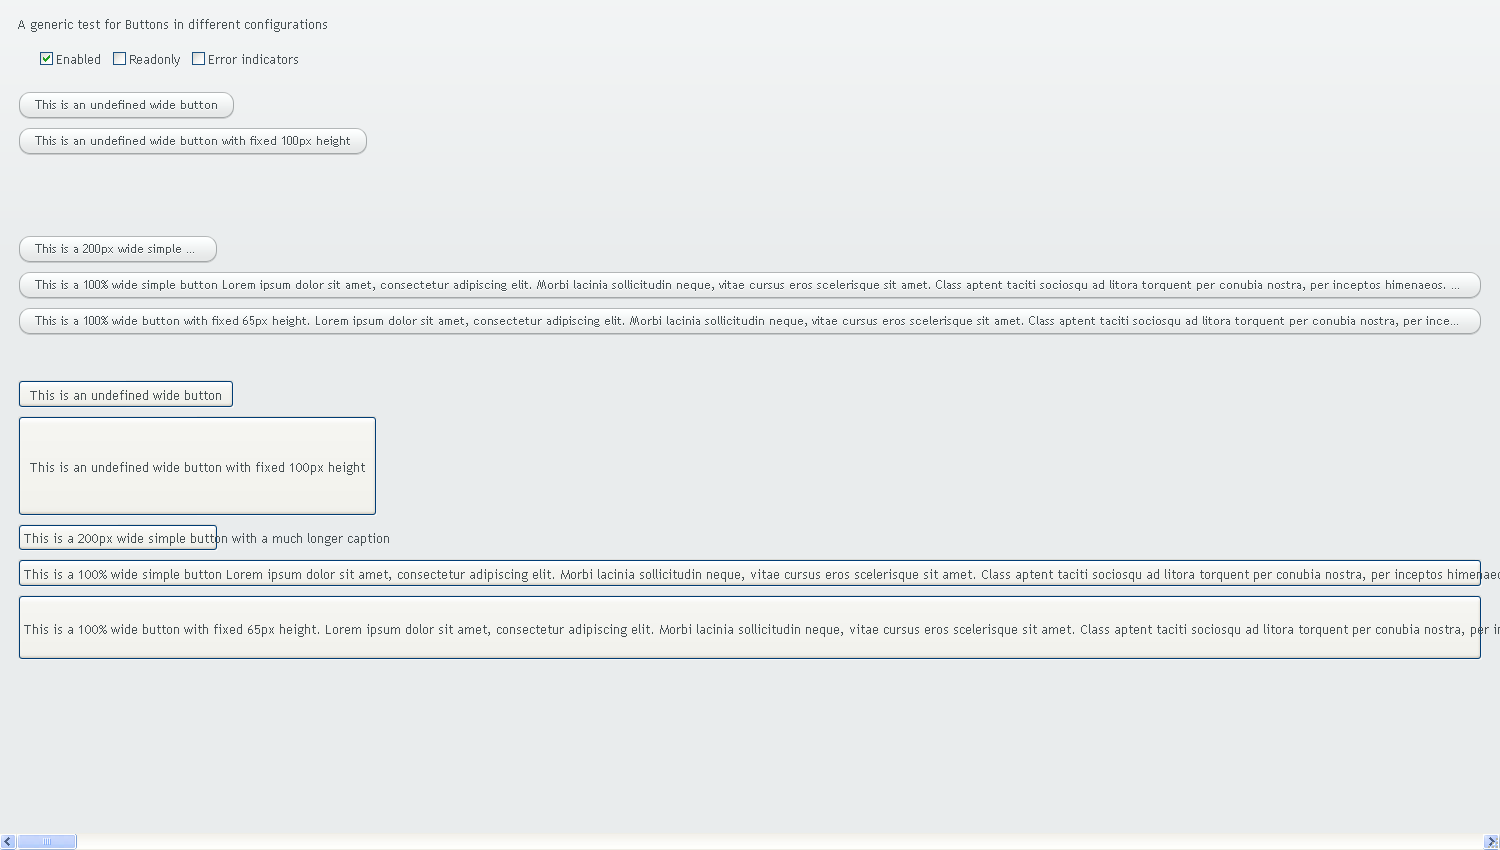 A generic test for Buttons in different configurations
Enabled Readonly Error indicators
This is an undefined wide button
This is an undefined wide button with fixed 100px height
This is a 200px wide simple ...
This is a 100% wide simple button Lorem ipsum dolor sit amet, consectetur adipiscing elit. Morbi lacinia sollicitudin neque, vitae cursus eros scelerisque sit amet. Class aptent taciti sociosqu ad litora torquent per conubia nostra, per inceptos himenaeos. ...
This is a 100% wide button with fixed 65px height. Lorem ipsum dolor sit amet, consectetur adipiscing elit. Morbi lacinia sollicitudin neque, vitae cursus eros scelerisque sit amet. Class aptent taciti sociosqu ad litora torquent per conubia nostra, per ince...
This is an undefined wide button
This is an undefined wide button with fixed 100px height
This is a 200px wide simple button with a much longer caption
This is a 100% wide simple button Lorem ipsum dolor sit amet, consectetur adipiscing elit. Morbi lacinia sollicitudin neque, vitae cursus eros scelerisque sit amet. Class aptent taciti sociosqu ad litora torquent per conubia nostra, per inceptos himenaeo
This is a 100% wide button with fixed 65px height. Lorem ipsum dolor sit amet, consectetur adipiscing elit. Morbi lacinia sollicitudin neque, vitae cursus eros scelerisque sit amet. Class aptent taciti sociosqu ad litora torquent per conubia nostra, per i